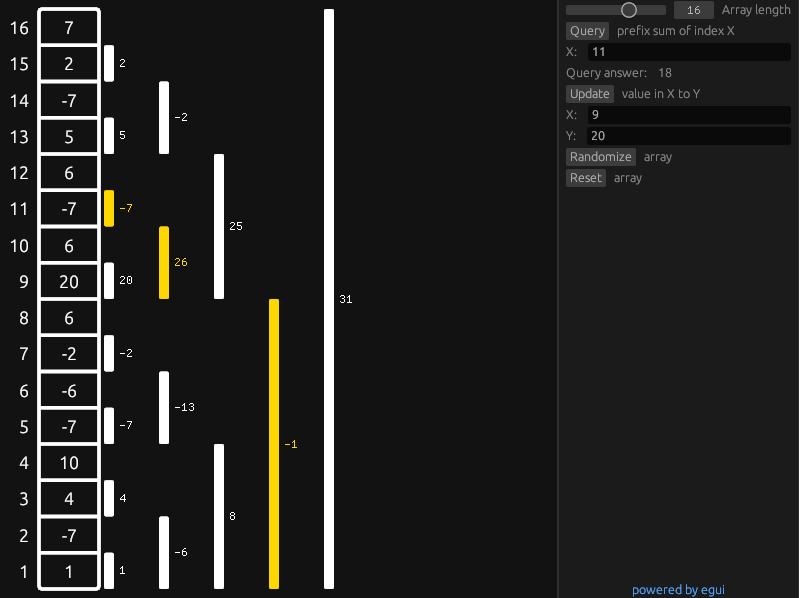 16 7
15 2 2
14 -7 -2
13 5 5
12 6
11 -7 -7 25
10 6 26
9 20 20
31
8 6
7 -2 -2
6 -6 -13
5 -7 -7 -1
4 10
3 4 4
8
2 -7 -6
1 1 1
16 Array length
Query prefix sum of index X
X: 11
Query answer: 18
Update value in X to Y
X: 9
Y: 20
Randomize array
Reset array
powered by egui